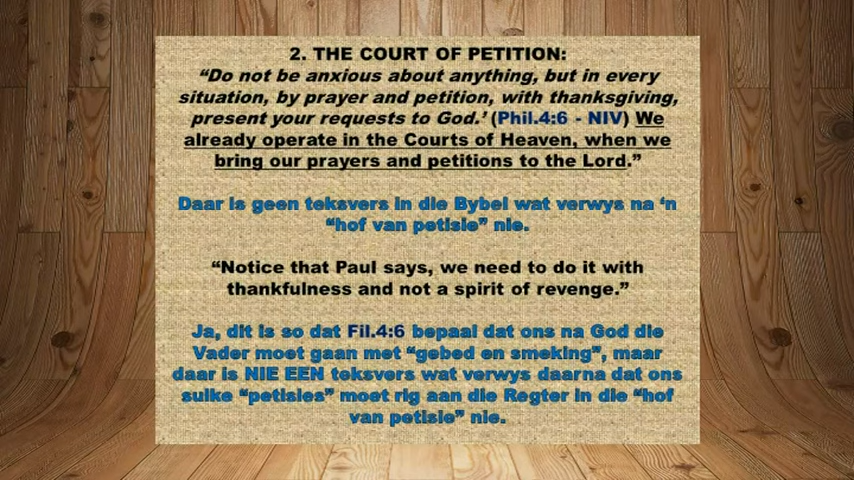 2. THE COURT OF PETITION:
“Do not be anxious about anything, but in every
situation, by prayer and petition, with thanksgiving,
present your requests to God.’ (Phil.4:6 - NIV) We
already operate in the Courts of Heaven, when we
bring our prayers and petitions to the Lord.”
Daar is geen teksvers in die Bybel wat verwys na ‘n
“hof van petisie” nie.
“Notice that Paul says, we need to do it with
thankfulness and not a spirit of revenge.”
Ja, dit is so dat Fil.4:6 bepaal dat ons na God die
Vader moet gaan met “gebed en smeking”, maar
daar is NIE EEN teksvers wat verwys daarna dat ons
sulke “petisies” moet rig aan die Regter in die “hof
van petisie” nie.